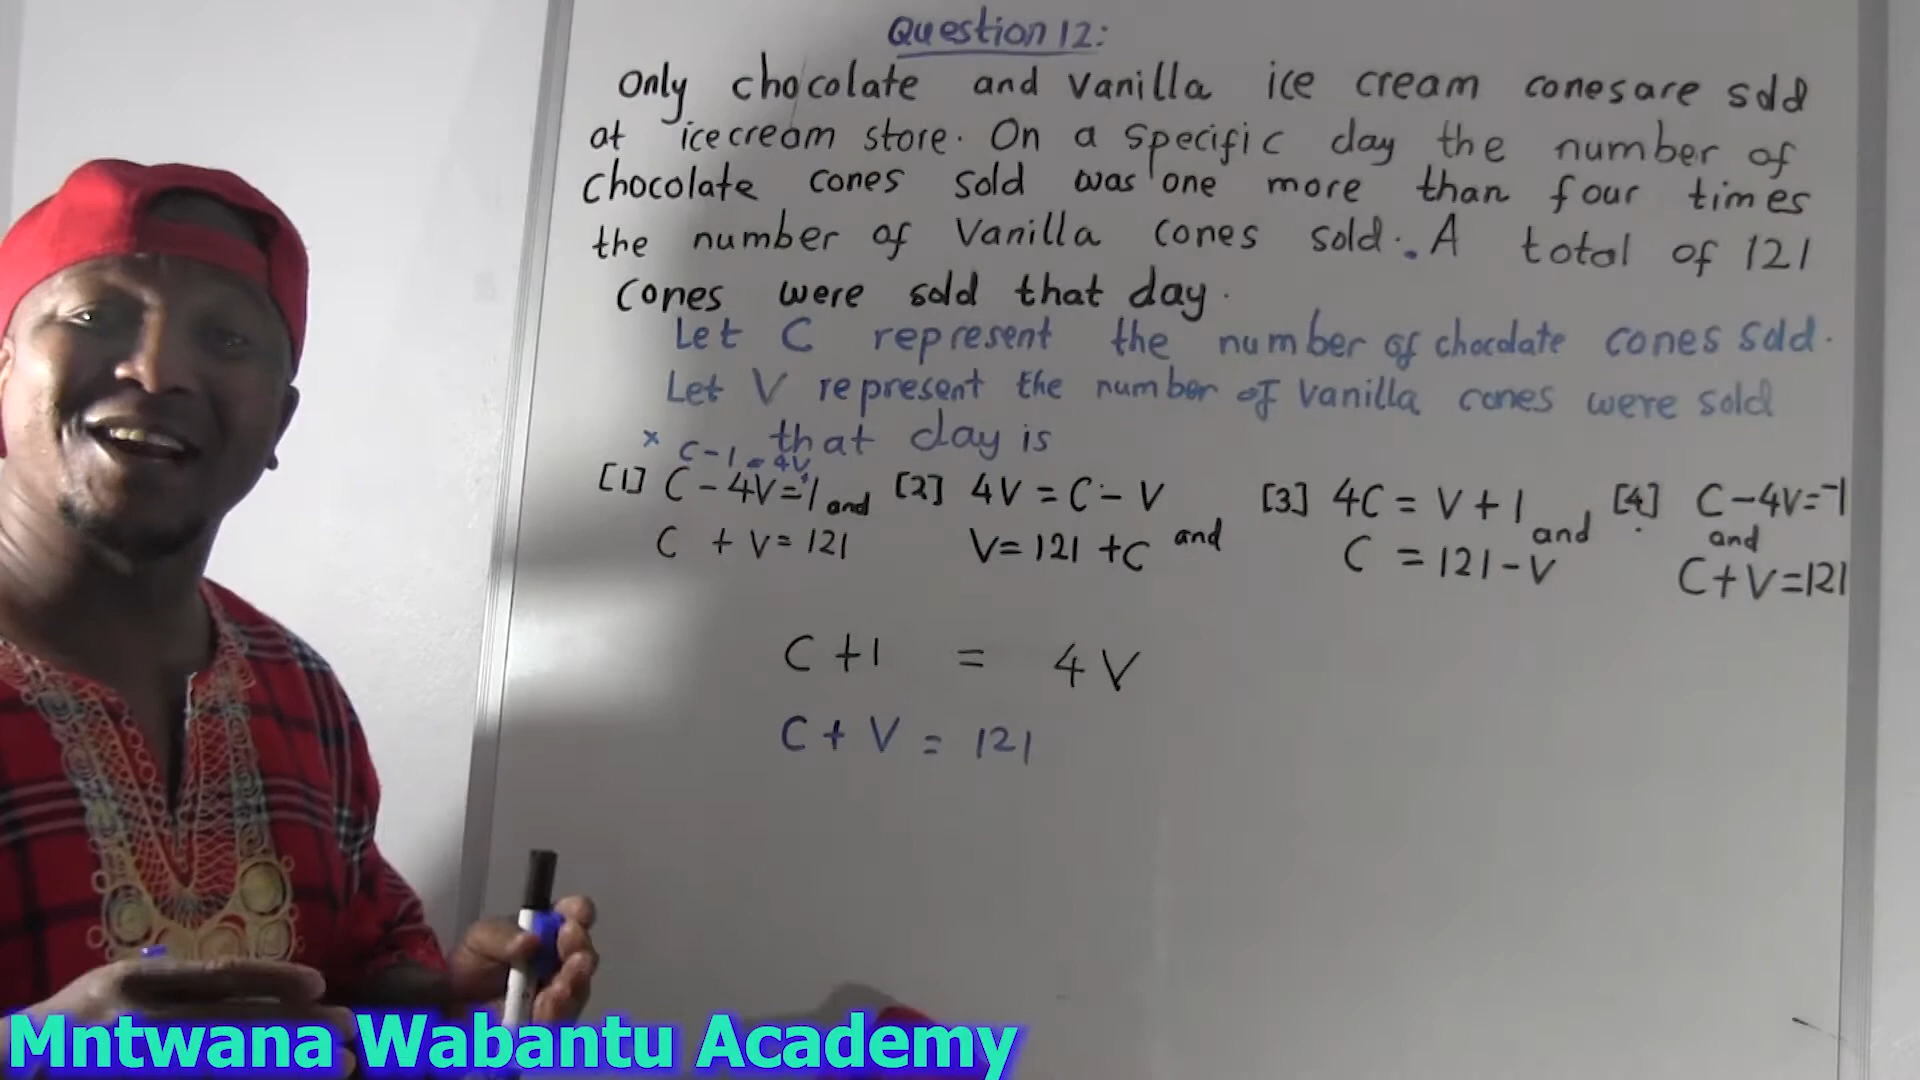 Question 12:
Only chocolate and vanilla ice cream cones are sold
at icecream store. On a specific day the number of
chocolate cones sold was one more than four times
the number of Vanilla cones sold. A total of 121
cones were sold that day.
Let C represent the number of chocolate cones sold.
Let V represent the number of vanilla cones were sold
that day is
x C - 1 = 4V
[1] C - 4V = 1 and [2] 4V = C - V [3] 4C = V + 1 and [4] C - 4V = -1
C + V = 121 V = 121 + C and C = 121 - V and C + V = 121
C + 1 = 4V
C + V = 121
Mntwana Wabantu Academy